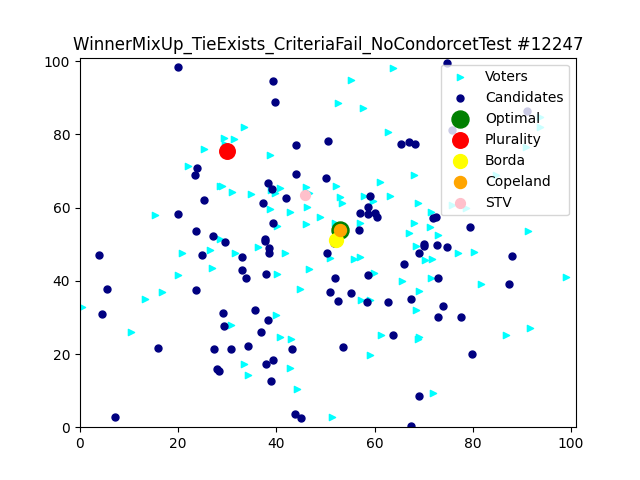 WinnerMixUp_TieExists_CriteriaFail_NoCondorcetTest #12247
100
80
60
40
20
0
0
20
40
60
80
100
Voters
Candidates
Optimal
Plurality
Borda
Copeland
STV